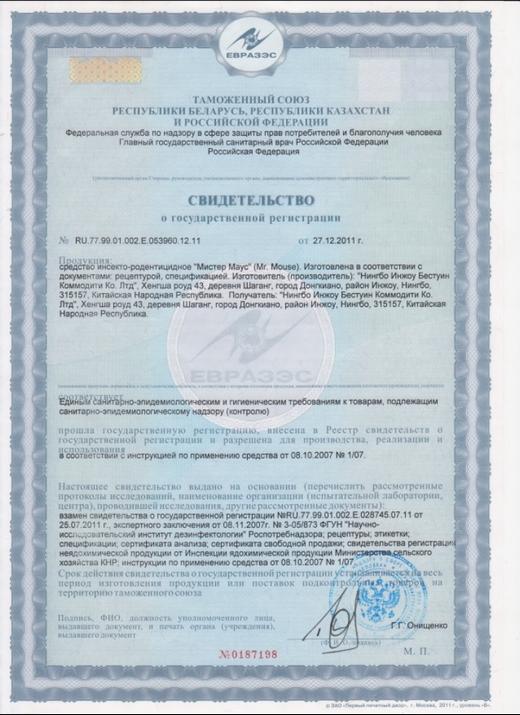 ЕВРАЗЭС
ТАМОЖЕННЫЙ СОЮЗ
РЕСПУБЛИКИ БЕЛАРУСЬ, РЕСПУБЛИКИ КАЗАХСТАН
И РОССИЙСКОЙ ФЕДЕРАЦИИ
Федеральная служба по надзору в сфере защиты прав потребителей и благополучия человека
Главный государственный санитарный врач Российской Федерации
Российская Федерация
СВИДЕТЕЛЬСТВО
о государственной регистрации
№ RU.77.99.01.002.E.053960.12.11 от 27.12.2011 г.
Продукция:
средство инсекто-родентицидное "Мистер Маус" (Mr. Mouse). Изготовлена в соответствии с
документами: рецептурой, спецификацией. Изготовитель (производитель): "Нингбо Инжоу Бестуин
Коммодити Ко. Лтд", Хенгша роуд 43, деревня Шаганг, город Донгкиано, район Инжоу, Нингбо,
315157, Китайская Народная Республика. Получатель: "Нингбо Инжоу Бестуин Коммодити Ко.
Лтд", Хенгша роуд 43, деревня Шаганг, город Донгкиано, район Инжоу, Нингбо, 315157, Китайская
Народная Республика.
ЕВРАЗЭС
соответствует
Единым санитарно-эпидемиологическим и гигиеническим требованиям к товарам, подлежащим
санитарно-эпидемиологическому надзору (контролю)
прошла государственную регистрацию, внесена в Реестр свидетельств о
государственной регистрации и разрешена для производства, реализации и
использования
в соответствии с инструкцией по применению средства от 08.10.2007 № 1/07.
Настоящее свидетельство выдано на основании (перечислить рассмотренные
протоколы исследований, наименование организации (испытательной лаборатории,
центра), проводившей исследования, другие рассмотренные документы):
взамен свидетельства о государственной регистрации №RU.77.99.01.002.E.028745.07.11 от
25.07.2011 г., экспертного заключения от 08.11.2007г. № 3-05/873 ФГУН "Научно-
исследовательский институт дезинфектологии" Роспотребнадзора; рецептуры; этикетки;
спецификации; сертификата анализа; сертификата свободной продажи; свидетельства регистрации
неядохимической продукции от Инспекции ядохимической продукции Министерства сельского
хозяйства КНР; инструкции по применению средства от 08.10.2007 № 1/07
Срок действия свидетельства о государственной регистрации устанавливается на весь
период изготовления продукции или поставок подконтрольных товаров на
территорию таможенного союза
Подпись, ФИО, должность уполномоченного лица,
выдавшего документ, и печать органа (учреждения),
выдавшего документ
Г.Г. Онищенко
(Ф. И. О./подпись)
№0187198
М. П.
© ЗАО «Первый печатный двор», г. Москва, 2011 г., уровень «В».